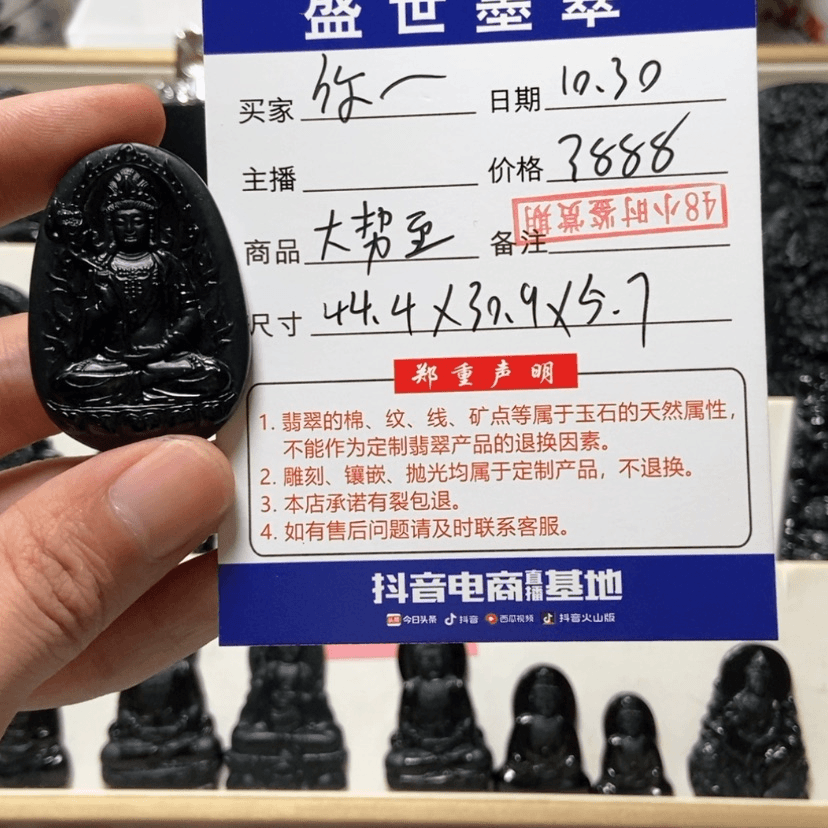 盛世墨翠
买家 徐一 日期 10.30
主播 价格 3888
商品 大势至 备注
48小时鉴赏期
尺寸 44.4X30.9X5.7
郑重声明
1. 翡翠的棉、纹、线、矿点等属于玉石的天然属性，
不能作为定制翡翠产品的退换因素。
2. 雕刻、镶嵌、抛光均属于定制产品，不退换。
3. 本店承诺有裂包退。
4. 如有售后问题请及时联系客服。
抖音电商直播基地
头条 今日头条 抖音 西瓜视频 抖音火山版